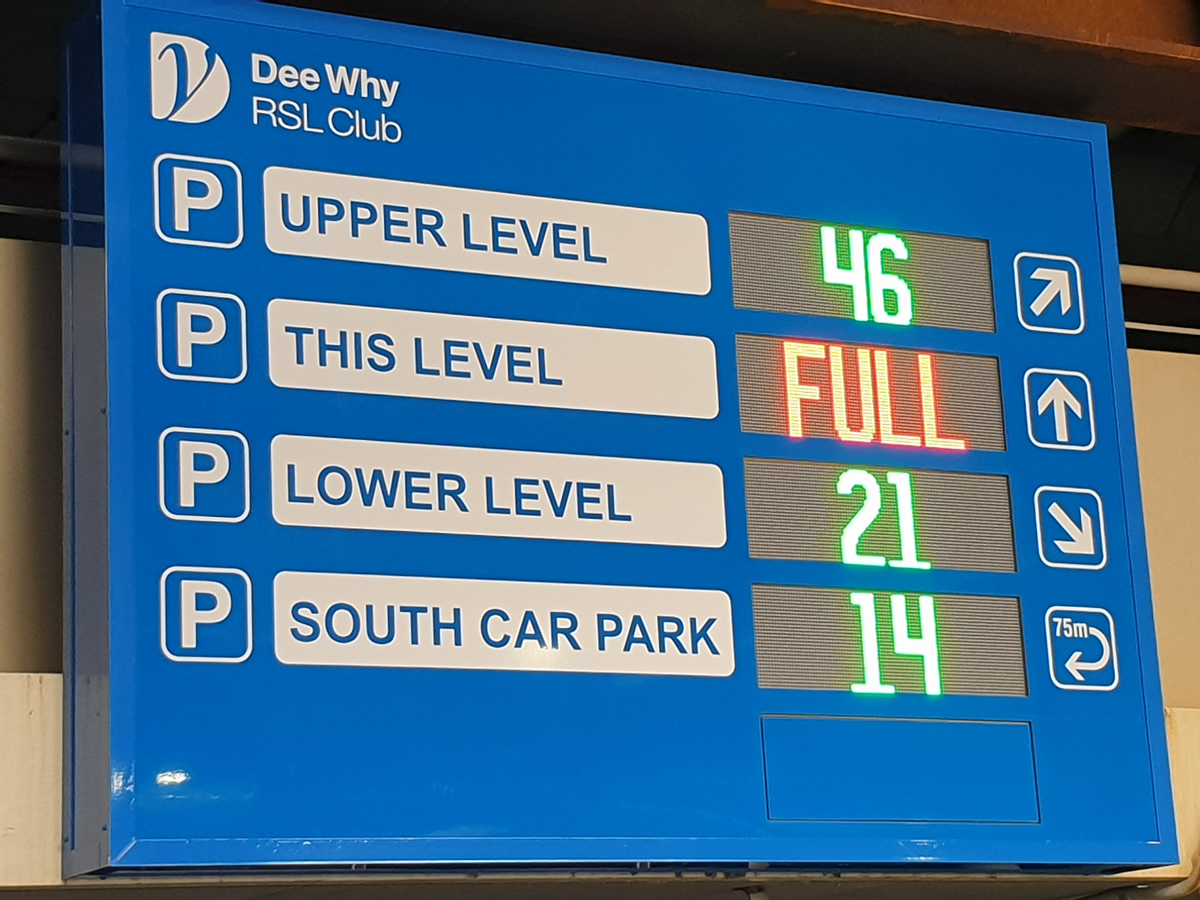 Dee Why
RSL Club
P UPPER LEVEL 46
P THIS LEVEL FULL
P LOWER LEVEL 21
P SOUTH CAR PARK 14 75m